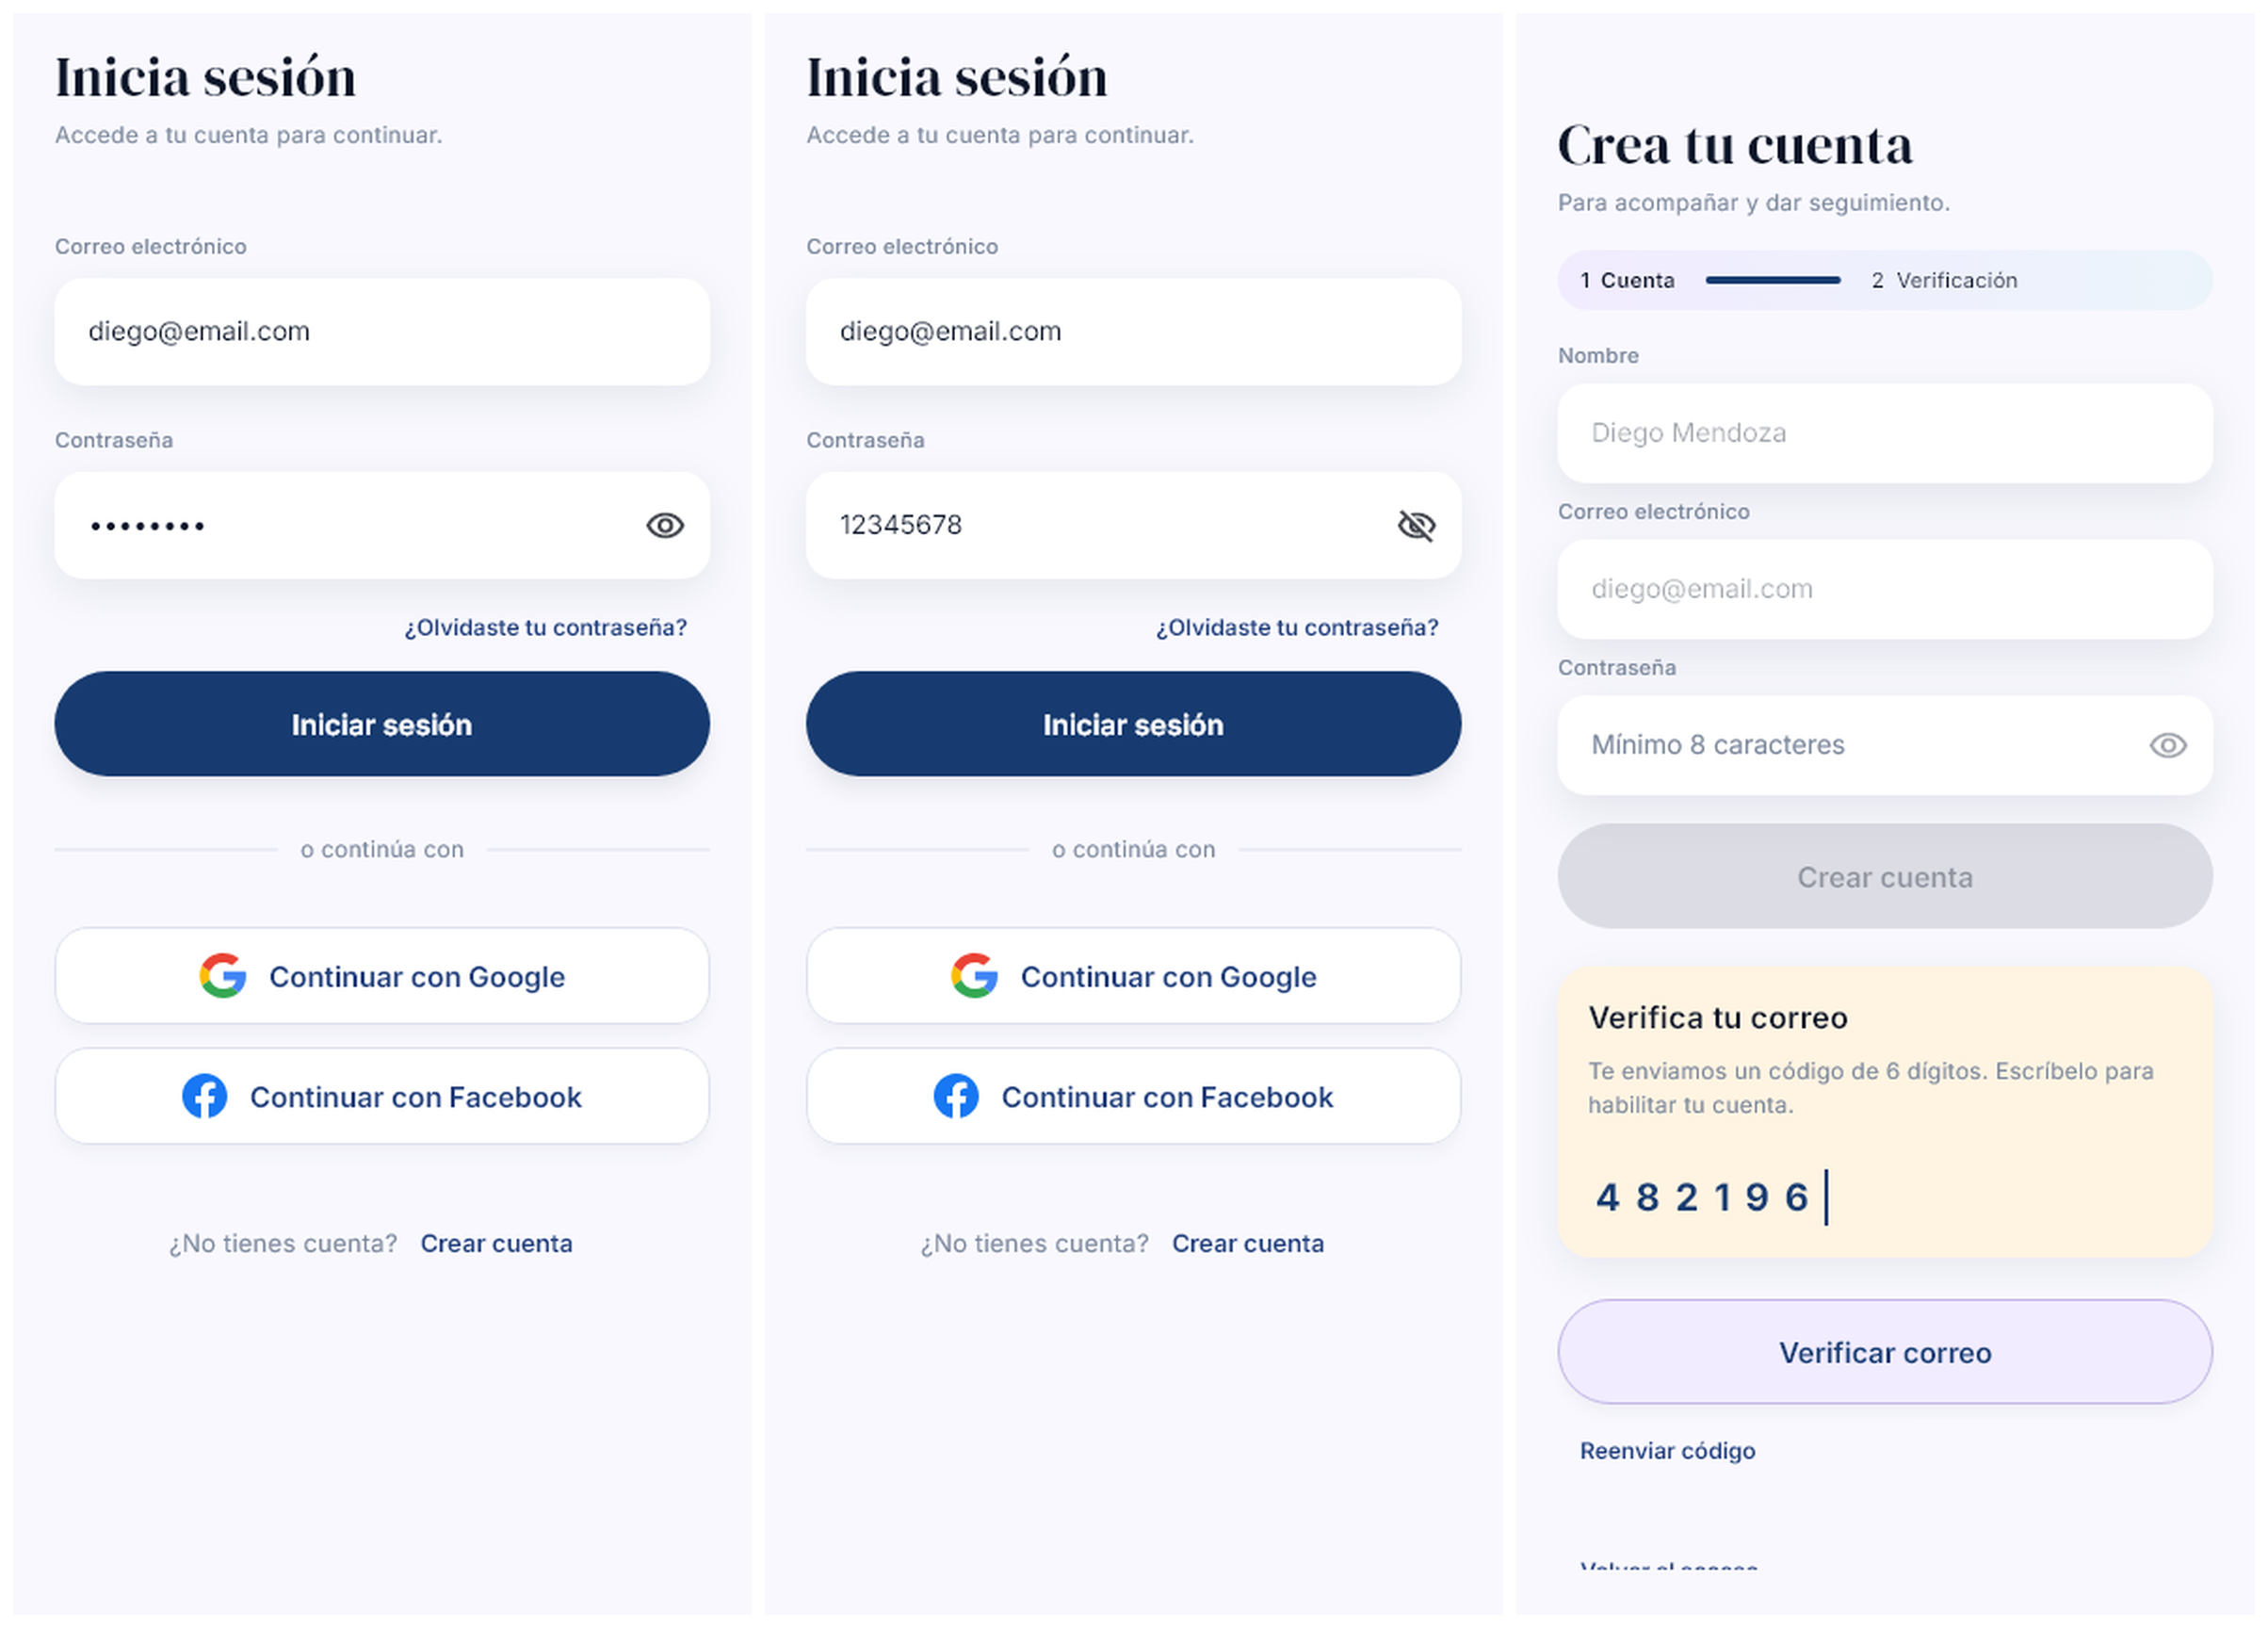 Inicia sesión
Accede a tu cuenta para continuar.
Correo electrónico
diego@email.com
Contraseña
••••••••
¿Olvidaste tu contraseña?
Iniciar sesión
o continúa con
Continuar con Google
Continuar con Facebook
¿No tienes cuenta? Crear cuenta
Inicia sesión
Accede a tu cuenta para continuar.
Correo electrónico
diego@email.com
Contraseña
12345678
¿Olvidaste tu contraseña?
Iniciar sesión
o continúa con
Continuar con Google
Continuar con Facebook
¿No tienes cuenta? Crear cuenta
Crea tu cuenta
Para acompañar y dar seguimiento.
1 Cuenta 2 Verificación
Nombre
Diego Mendoza
Correo electrónico
diego@email.com
Contraseña
Mínimo 8 caracteres
Crear cuenta
Verifica tu correo
Te enviamos un código de 6 dígitos. Escríbelo para
habilitar tu cuenta.
4 8 2 1 9 6
Verificar correo
Reenviar código